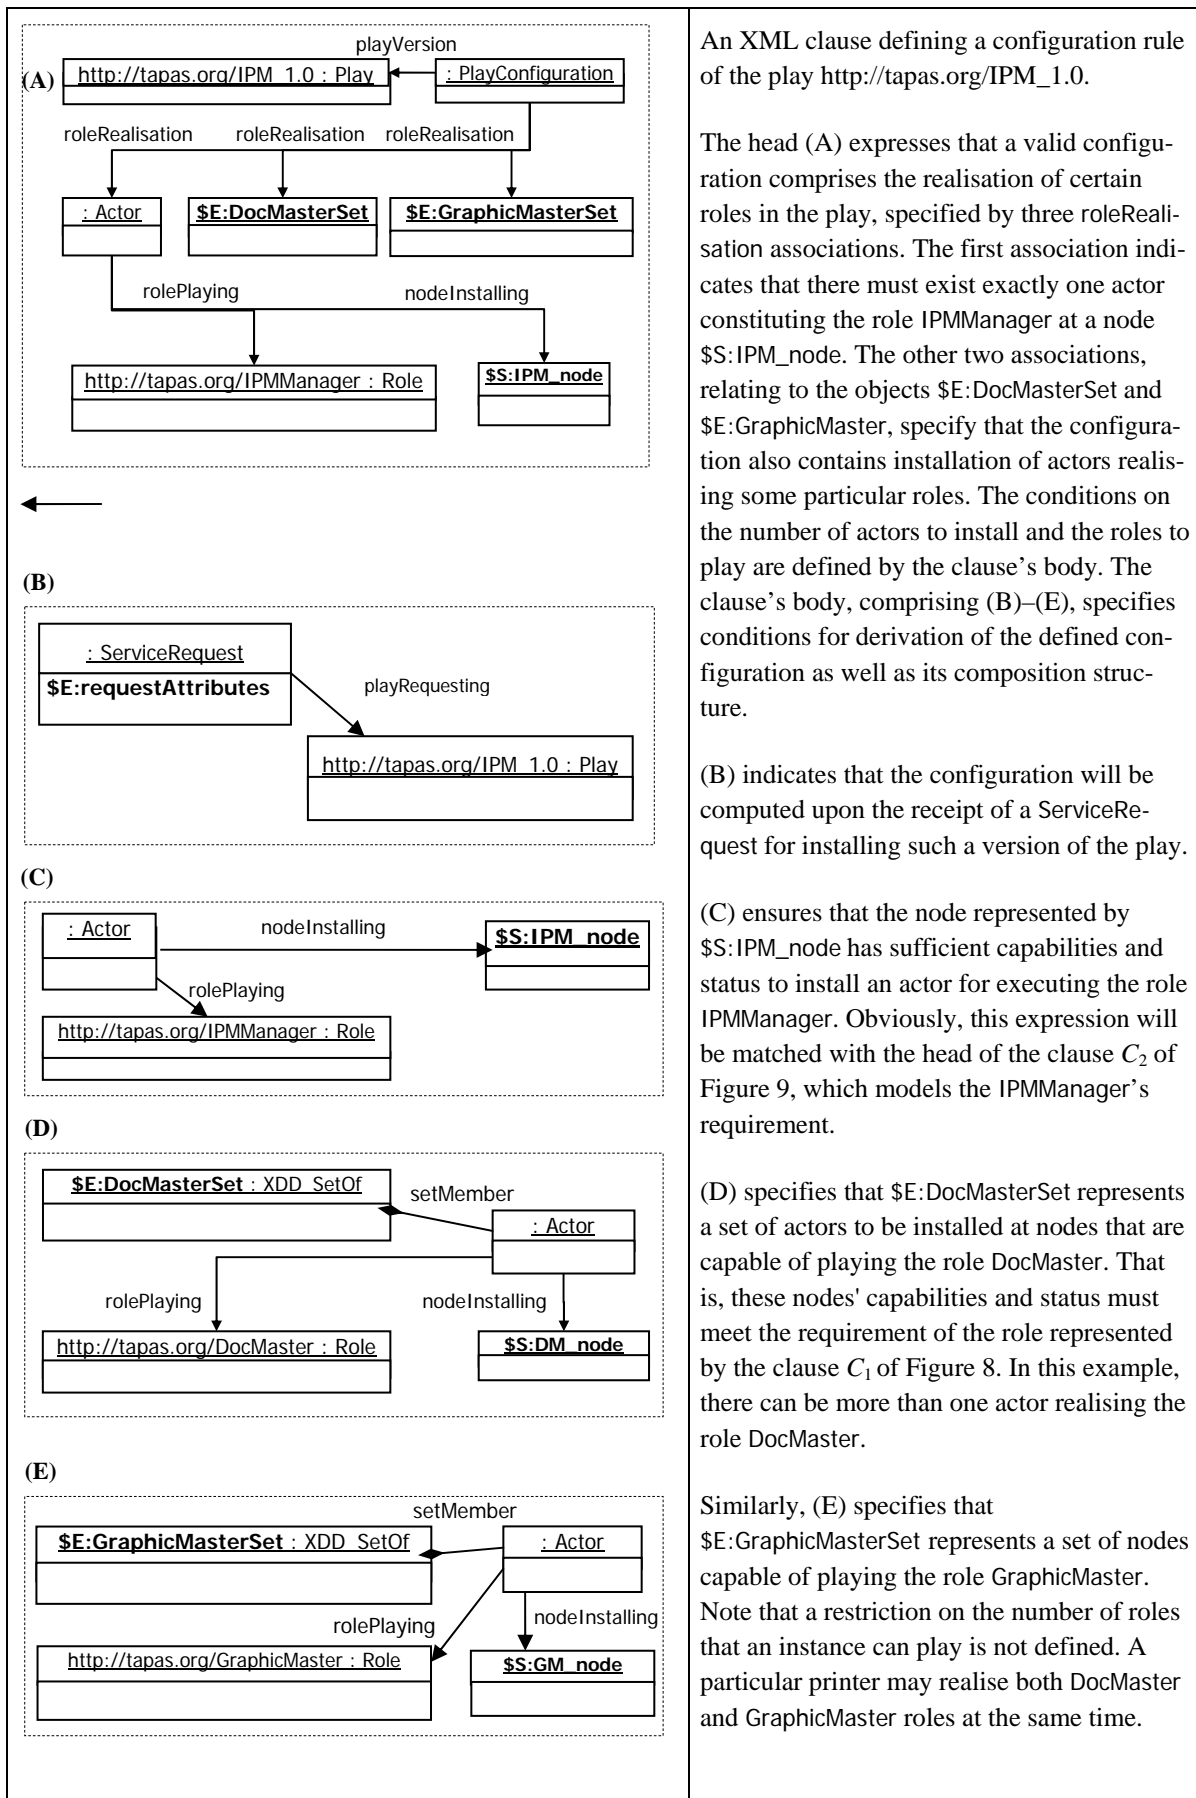 playVersion
(A)
http://tapas.org/IPM_1.0 : Play
: PlayConfiguration
roleRealisation
roleRealisation
roleRealisation
: Actor
$E:DocMasterSet
$E:GraphicMasterSet
rolePlaying
nodeInstalling
http://tapas.org/IPMManager : Role
$S:IPM_node
(B)
: ServiceRequest
$E:requestAttributes
playRequesting
http://tapas.org/IPM_1.0 : Play
(C)
: Actor
nodeInstalling
$S:IPM_node
rolePlaying
http://tapas.org/IPMManager : Role
(D)
$E:DocMasterSet : XDD_SetOf
setMember
: Actor
rolePlaying
nodeInstalling
http://tapas.org/DocMaster : Role
$S:DM_node
(E)
setMember
$E:GraphicMasterSet : XDD_SetOf
: Actor
rolePlaying
nodeInstalling
http://tapas.org/GraphicMaster : Role
$S:GM_node
An XML clause defining a configuration rule
of the play http://tapas.org/IPM_1.0.
The head (A) expresses that a valid configu-
ration comprises the realisation of certain
roles in the play, specified by three roleReali-
sation associations. The first association indi-
cates that there must exist exactly one actor
constituting the role IPMManager at a node
$S:IPM_node. The other two associations,
relating to the objects $E:DocMasterSet and
$E:GraphicMaster, specify that the configura-
tion also contains installation of actors realis-
ing some particular roles. The conditions on
the number of actors to install and the roles to
play are defined by the clause’s body. The
clause’s body, comprising (B)–(E), specifies
conditions for derivation of the defined con-
figuration as well as its composition struc-
ture.
(B) indicates that the configuration will be
computed upon the receipt of a ServiceRe-
quest for installing such a version of the play.
(C) ensures that the node represented by
$S:IPM_node has sufficient capabilities and
status to install an actor for executing the role
IPMManager. Obviously, this expression will
be matched with the head of the clause C2 of
Figure 9, which models the IPMManager’s
requirement.
(D) specifies that $E:DocMasterSet represents
a set of actors to be installed at nodes that are
capable of playing the role DocMaster. That
is, these nodes' capabilities and status must
meet the requirement of the role represented
by the clause C1 of Figure 8. In this example,
there can be more than one actor realising the
role DocMaster.
Similarly, (E) specifies that
$E:GraphicMasterSet represents a set of nodes
capable of playing the role GraphicMaster.
Note that a restriction on the number of roles
that an instance can play is not defined. A
particular printer may realise both DocMaster
and GraphicMaster roles at the same time.